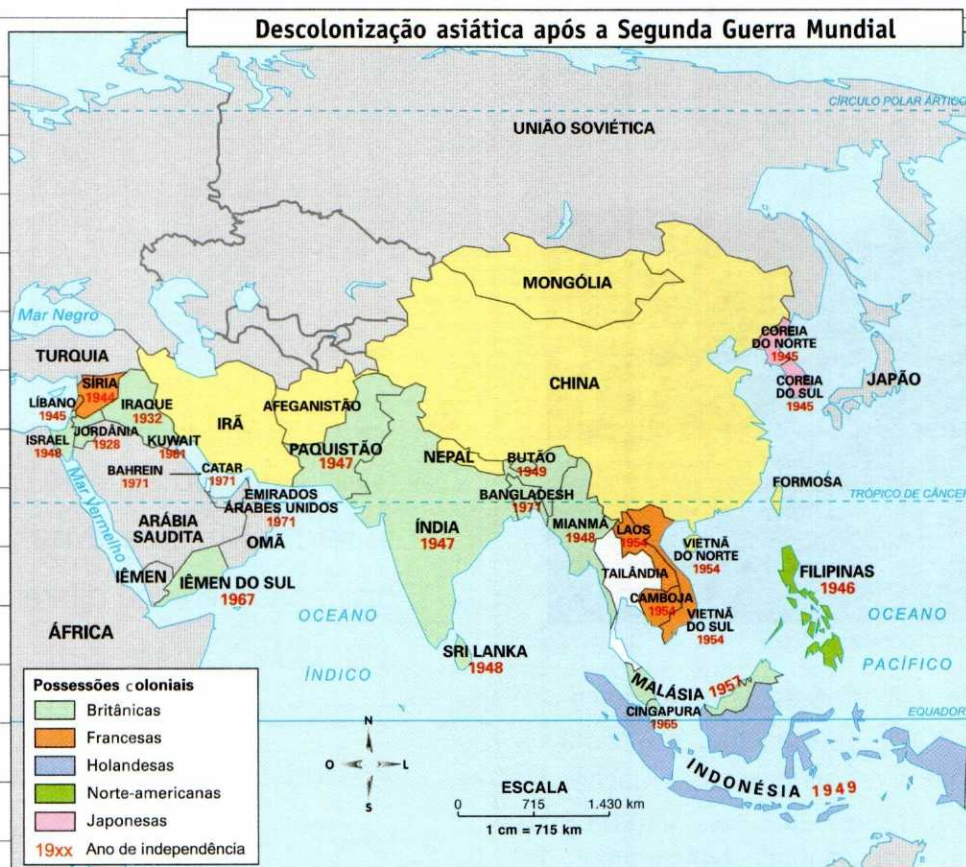 Descolonização asiática após a Segunda Guerra Mundial
CÍRCULO POLAR ÁRTICO
UNIÃO SOVIÉTICA
MONGÓLIA
Mar Negro
COREIA
DO NORTE
1945
TURQUIA
CHINA
JAPÃO
SÍRIA
1944
COREIA
DO SUL
1945
LÍBANO
1945
IRAQUE
1932
IRÃ
AFEGANISTÃO
ISRAEL
1948
JORDÂNIA
1928
KUWAIT
1961
PAQUISTÃO
1947
NEPAL
BUTÃO
1949
BAHREIN
1971
CATAR
1971
FORMOSA
TRÓPICO DE CÂNCER
Mar Vermelho
EMIRADOS
ÁRABES UNIDOS
1971
BANGLADESH
1971
ARÁBIA
SAUDITA
OMÃ
ÍNDIA
1947
MIANMÁ
1948
LAOS
1954
VIETNÃ
DO NORTE
1954
IÊMEN
IÊMEN DO SUL
1967
TAILÂNDIA
FILIPINAS
1946
CAMBOJA
1954
VIETNÃ
DO SUL
1954
OCEANO
ÍNDICO
OCEANO
PACÍFICO
ÁFRICA
SRI LANKA
1948
MALÁSIA 1957
CINGAPURA
1965
EQUADOR
INDONÉSIA 1949
Possessões coloniais
Britânicas
Francesas
Holandesas
Norte-americanas
Japonesas
19xx Ano de independência
N
O L
S
ESCALA
0 715 1.430 km
1 cm = 715 km